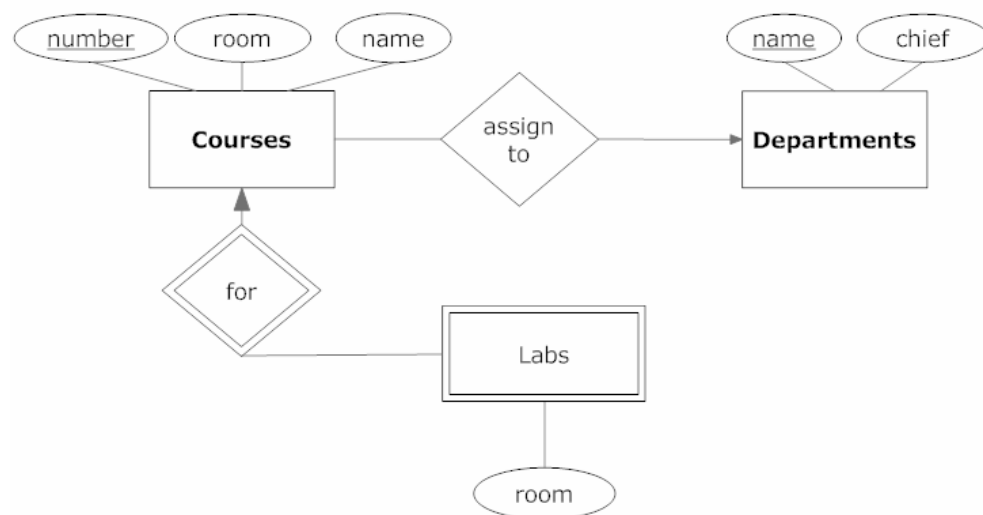 number
room
name
name
chief
Courses
assign
to
Departments
for
Labs
room